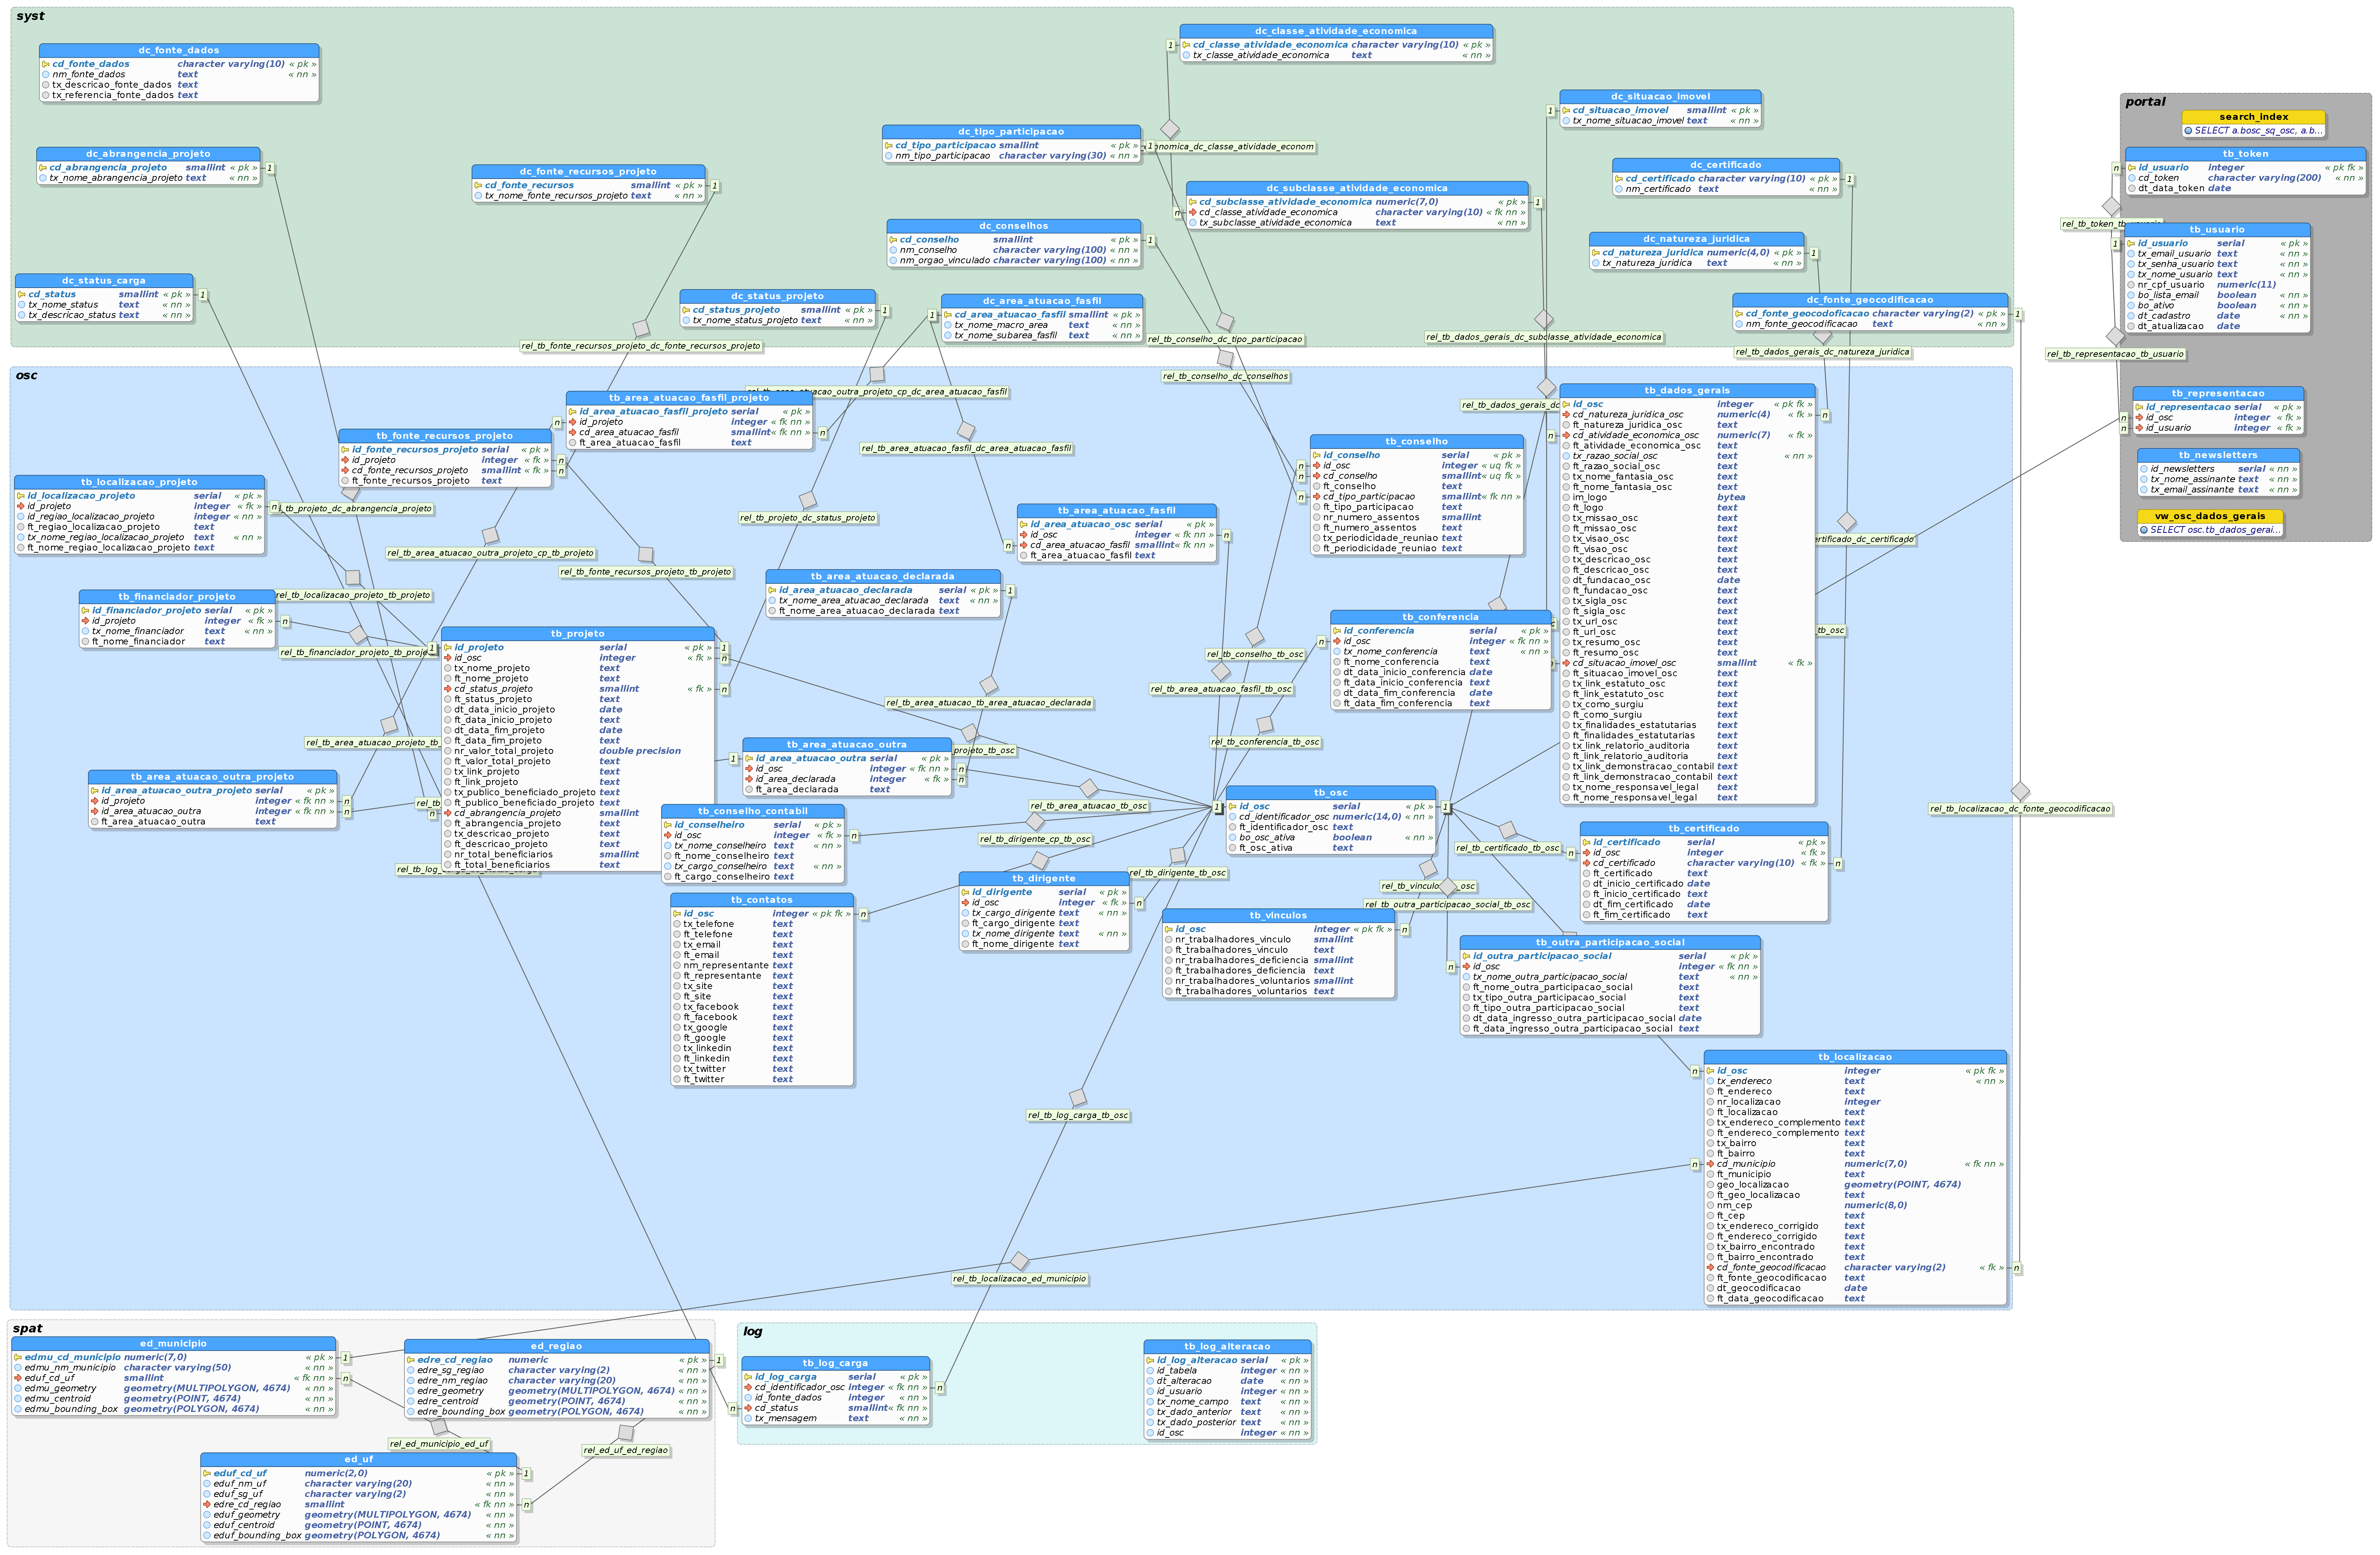 syst
dc_fonte_dados
cd_fonte_dados character varying(10) « pk »
nm_fonte_dados text « nn »
tx_descricao_fonte_dados text
tx_referencia_fonte_dados text
dc_abrangencia_projeto
cd_abrangencia_projeto smallint « pk »
tx_nome_abrangencia_projeto text « nn »
dc_status_carga
cd_status smallint « pk »
tx_nome_status text « nn »
tx_descricao_status text « nn »
dc_fonte_recursos_projeto
cd_fonte_recursos smallint « pk »
tx_nome_fonte_recursos_projeto text « nn »
dc_status_projeto
cd_status_projeto smallint « pk »
tx_nome_status_projeto text « nn »
dc_tipo_participacao
cd_tipo_participacao smallint « pk »
nm_tipo_participacao character varying(30) « nn »
dc_conselhos
cd_conselho smallint « pk »
nm_conselho character varying(100) « nn »
nm_orgao_vinculado character varying(100) « nn »
dc_area_atuacao_fasfil
cd_area_atuacao_fasfil smallint « pk »
tx_nome_macro_area text « nn »
tx_nome_subarea_fasfil text « nn »
dc_classe_atividade_economica
cd_classe_atividade_economica character varying(10) « pk »
tx_classe_atividade_economica text « nn »
dc_subclasse_atividade_economica
cd_subclasse_atividade_economica numeric(7,0) « pk »
cd_classe_atividade_economica character varying(10) « fk nn »
tx_subclasse_atividade_economica text « nn »
dc_situacao_imovel
cd_situacao_imovel smallint « pk »
tx_nome_situacao_imovel text « nn »
dc_certificado
cd_certificado character varying(10) « pk »
nm_certificado text « nn »
dc_natureza_juridica
cd_natureza_juridica numeric(4,0) « pk »
tx_natureza_juridica text « nn »
dc_fonte_geocodificacao
cd_fonte_geocodoficacao character varying(2) « pk »
nm_fonte_geocodificacao text « nn »
rel_tb_fonte_recursos_projeto_dc_fonte_recursos_projeto
rel_tb_conselho_dc_tipo_participacao
rel_tb_dados_gerais_dc_subclasse_atividade_economica
rel_tb_dados_gerais_dc_natureza_juridica
portal
search_index
SELECT a.bosc_sq_osc, a.b...
tb_token
id_usuario integer « pk fk »
cd_token character varying(200) « nn »
dt_data_token date
tb_usuario
id_usuario serial « pk »
tx_email_usuario text « nn »
tx_senha_usuario text « nn »
tx_nome_usuario text « nn »
nr_cpf_usuario numeric(11)
bo_lista_email boolean « nn »
bo_ativo boolean « nn »
dt_cadastro date « nn »
dt_atualizacao date
rel_tb_representacao_tb_usuario
tb_representacao
id_representacao serial « pk »
id_osc integer « fk »
id_usuario integer « fk »
tb_newsletters
id_newsletters serial « nn »
tx_nome_assinante text « nn »
tx_email_assinante text « nn »
vw_osc_dados_gerais
SELECT osc.tb_dados_gerai...
osc
rel_tb_conselho_dc_conselhos
rel_tb_area_atuacao_fasfil_dc_area_atuacao_fasfil
tb_area_atuacao_fasfil_projeto
id_area_atuacao_fasfil_projeto serial « pk »
id_projeto integer « fk nn »
cd_area_atuacao_fasfil smallint « fk nn »
ft_area_atuacao_fasfil text
tb_fonte_recursos_projeto
id_fonte_recursos_projeto serial « pk »
id_projeto integer « fk »
cd_fonte_recursos_projeto smallint « fk »
ft_fonte_recursos_projeto text
tb_localizacao_projeto
id_localizacao_projeto serial « pk »
id_projeto integer « fk »
id_regiao_localizacao_projeto integer « nn »
ft_regiao_localizacao_projeto text
tx_nome_regiao_localizacao_projeto text « nn »
ft_nome_regiao_localizacao_projeto text
rel_tb_area_atuacao_outra_projeto_cp_tb_projeto
rel_tb_fonte_recursos_projeto_tb_projeto
rel_tb_projeto_dc_status_projeto
rel_tb_localizacao_projeto_tb_projeto
tb_financiador_projeto
id_financiador_projeto serial « pk »
id_projeto integer « fk »
tx_nome_financiador text « nn »
ft_nome_financiador text
tb_projeto
id_projeto serial « pk »
id_osc integer « fk »
tx_nome_projeto text
ft_nome_projeto text
cd_status_projeto smallint « fk »
ft_status_projeto text
dt_data_inicio_projeto date
ft_data_inicio_projeto text
dt_data_fim_projeto date
ft_data_fim_projeto text
nr_valor_total_projeto double precision
ft_valor_total_projeto text
tx_link_projeto text
ft_link_projeto text
tx_publico_beneficiado_projeto text
ft_publico_beneficiado_projeto text
cd_abrangencia_projeto smallint
ft_abrangencia_projeto text
tx_descricao_projeto text
ft_descricao_projeto text
nr_total_beneficiarios smallint
ft_total_beneficiarios text
tb_area_atuacao_outra_projeto
id_area_atuacao_outra_projeto serial « pk »
id_projeto integer « fk nn »
id_area_atuacao_outra integer « fk nn »
ft_area_atuacao_outra text
tb_area_atuacao_fasfil
id_area_atuacao_osc serial « pk »
id_osc integer « fk nn »
cd_area_atuacao_fasfil smallint « fk nn »
ft_area_atuacao_fasfil text
tb_area_atuacao_declarada
id_area_atuacao_declarada serial « pk »
tx_nome_area_atuacao_declarada text « nn »
ft_nome_area_atuacao_declarada text
rel_tb_area_atuacao_tb_area_atuacao_declarada
tb_area_atuacao_outra
id_area_atuacao_outra serial « pk »
id_osc integer « fk nn »
id_area_declarada integer « fk »
ft_area_declarada text
rel_tb_area_atuacao_tb_osc
tb_conselho_contabil
id_conselheiro serial « pk »
id_osc integer « fk »
tx_nome_conselheiro text « nn »
ft_nome_conselheiro text
tx_cargo_conselheiro text « nn »
ft_cargo_conselheiro text
rel_tb_dirigente_cp_tb_osc
tb_contatos
id_osc integer « pk fk »
tx_telefone text
ft_telefone text
tx_email text
ft_email text
nm_representante text
ft_representante text
tx_site text
ft_site text
tx_facebook text
ft_facebook text
tx_google text
ft_google text
tx_linkedin text
ft_linkedin text
tx_twitter text
ft_twitter text
tb_dirigente
id_dirigente serial « pk »
id_osc integer « fk »
tx_cargo_dirigente text « nn »
ft_cargo_dirigente text
tx_nome_dirigente text « nn »
ft_nome_dirigente text
rel_tb_dirigente_tb_osc
tb_conselho
id_conselho serial « pk »
id_osc integer « uq fk »
cd_conselho smallint « uq fk »
ft_conselho text
cd_tipo_participacao smallint « fk nn »
ft_tipo_participacao text
nr_numero_assentos smallint
ft_numero_assentos text
tx_periodicidade_reuniao text
ft_periodicidade_reuniao text
rel_tb_conselho_tb_osc
rel_tb_area_atuacao_fasfil_tb_osc
rel_tb_conferencia_tb_osc
tb_conferencia
id_conferencia serial « pk »
id_osc integer « fk nn »
tx_nome_conferencia text « nn »
ft_nome_conferencia text
dt_data_inicio_conferencia date
ft_data_inicio_conferencia text
dt_data_fim_conferencia date
ft_data_fim_conferencia text
tb_osc
id_osc serial « pk »
cd_identificador_osc numeric(14,0) « nn »
ft_identificador_osc text
bo_osc_ativa boolean « nn »
ft_osc_ativa text
tb_dados_gerais
id_osc integer « pk fk »
cd_natureza_juridica_osc numeric(4) « fk »
ft_natureza_juridica_osc text
cd_atividade_economica_osc numeric(7) « fk »
ft_atividade_economica_osc text
tx_razao_social_osc text « nn »
ft_razao_social_osc text
tx_nome_fantasia_osc text
ft_nome_fantasia_osc text
im_logo bytea
ft_logo text
tx_missao_osc text
ft_missao_osc text
tx_visao_osc text
ft_visao_osc text
tx_descricao_osc text
ft_descricao_osc text
dt_fundacao_osc date
ft_fundacao_osc text
tx_sigla_osc text
ft_sigla_osc text
tx_url_osc text
ft_url_osc text
tx_resumo_osc text
ft_resumo_osc text
cd_situacao_imovel_osc smallint « fk »
ft_situacao_imovel_osc text
tx_link_estatuto_osc text
ft_link_estatuto_osc text
tx_como_surgiu text
ft_como_surgiu text
tx_finalidades_estatutarias text
ft_finalidades_estatutarias text
tx_link_relatorio_auditoria text
ft_link_relatorio_auditoria text
tx_link_demonstracao_contabil text
ft_link_demonstracao_contabil text
tx_nome_responsavel_legal text
ft_nome_responsavel_legal text
rel_tb_localizacao_dc_fonte_geocodificacao
rel_tb_certificado_tb_osc
tb_certificado
id_certificado serial « pk »
id_osc integer « fk »
cd_certificado character varying(10) « fk »
ft_certificado text
dt_inicio_certificado date
ft_inicio_certificado text
dt_fim_certificado date
ft_fim_certificado text
rel_tb_outra_participacao_social_tb_osc
tb_vinculos
id_osc integer « pk fk »
nr_trabalhadores_vinculo smallint
ft_trabalhadores_vinculo text
nr_trabalhadores_deficiencia smallint
ft_trabalhadores_deficiencia text
nr_trabalhadores_voluntarios smallint
ft_trabalhadores_voluntarios text
tb_outra_participacao_social
id_outra_participacao_social serial « pk »
id_osc integer « fk nn »
tx_nome_outra_participacao_social text « nn »
ft_nome_outra_participacao_social text
tx_tipo_outra_participacao_social text
ft_tipo_outra_participacao_social text
dt_data_ingresso_outra_participacao_social date
ft_data_ingresso_outra_participacao_social text
tb_localizacao
id_osc integer « pk fk »
tx_endereco text « nn »
ft_endereco text
nr_localizacao integer
ft_localizacao text
tx_endereco_complemento text
ft_endereco_complemento text
tx_bairro text
ft_bairro text
cd_municipio numeric(7,0) « fk nn »
ft_municipio text
geo_localizacao geometry(POINT, 4674)
ft_geo_localizacao text
nm_cep numeric(8,0)
ft_cep text
tx_endereco_corrigido text
ft_endereco_corrigido text
tx_bairro_encontrado text
ft_bairro_encontrado text
cd_fonte_geocodificacao character varying(2) « fk »
ft_fonte_geocodificacao text
dt_geocodificacao date
ft_data_geocodificacao text
rel_tb_log_carga_tb_osc
rel_tb_localizacao_ed_municipio
spat
ed_municipio
edmu_cd_municipio numeric(7,0) « pk »
edmu_nm_municipio character varying(50) « nn »
eduf_cd_uf smallint « fk nn »
edmu_geometry geometry(MULTIPOLYGON, 4674) « nn »
edmu_centroid geometry(POINT, 4674) « nn »
edmu_bounding_box geometry(POLYGON, 4674) « nn »
ed_regiao
edre_cd_regiao numeric « pk »
edre_sg_regiao character varying(2) « nn »
edre_nm_regiao character varying(20) « nn »
edre_geometry geometry(MULTIPOLYGON, 4674) « nn »
edre_centroid geometry(POINT, 4674) « nn »
edre_bounding_box geometry(POLYGON, 4674) « nn »
rel_ed_municipio_ed_uf
rel_ed_uf_ed_regiao
ed_uf
eduf_cd_uf numeric(2,0) « pk »
eduf_nm_uf character varying(20) « nn »
eduf_sg_uf character varying(2) « nn »
edre_cd_regiao smallint « fk nn »
eduf_geometry geometry(MULTIPOLYGON, 4674) « nn »
eduf_centroid geometry(POINT, 4674) « nn »
eduf_bounding_box geometry(POLYGON, 4674) « nn »
log
tb_log_carga
id_log_carga serial « pk »
cd_identificador_osc integer « fk nn »
id_fonte_dados integer « nn »
cd_status smallint « fk nn »
tx_mensagem text « nn »
tb_log_alteracao
id_log_alteracao serial « pk »
id_tabela integer « nn »
dt_alteracao date « nn »
id_usuario integer « nn »
tx_nome_campo text « nn »
tx_dado_anterior text « nn »
tx_dado_posterior text « nn »
id_osc integer « nn »